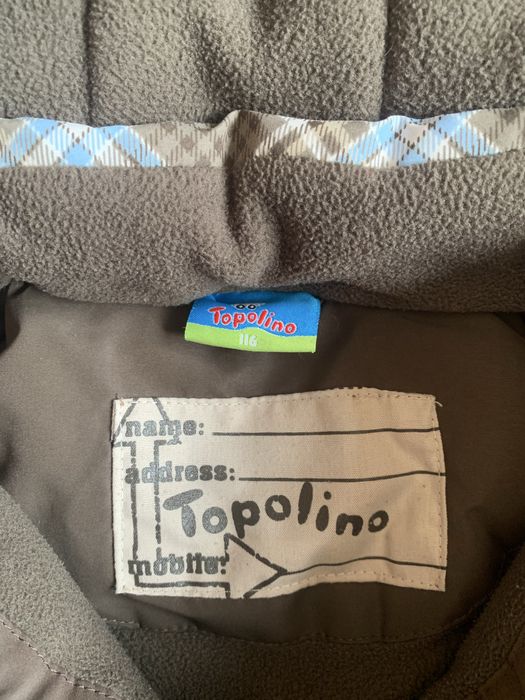 Topolino
116
name:
address:
Topolino
mobile: